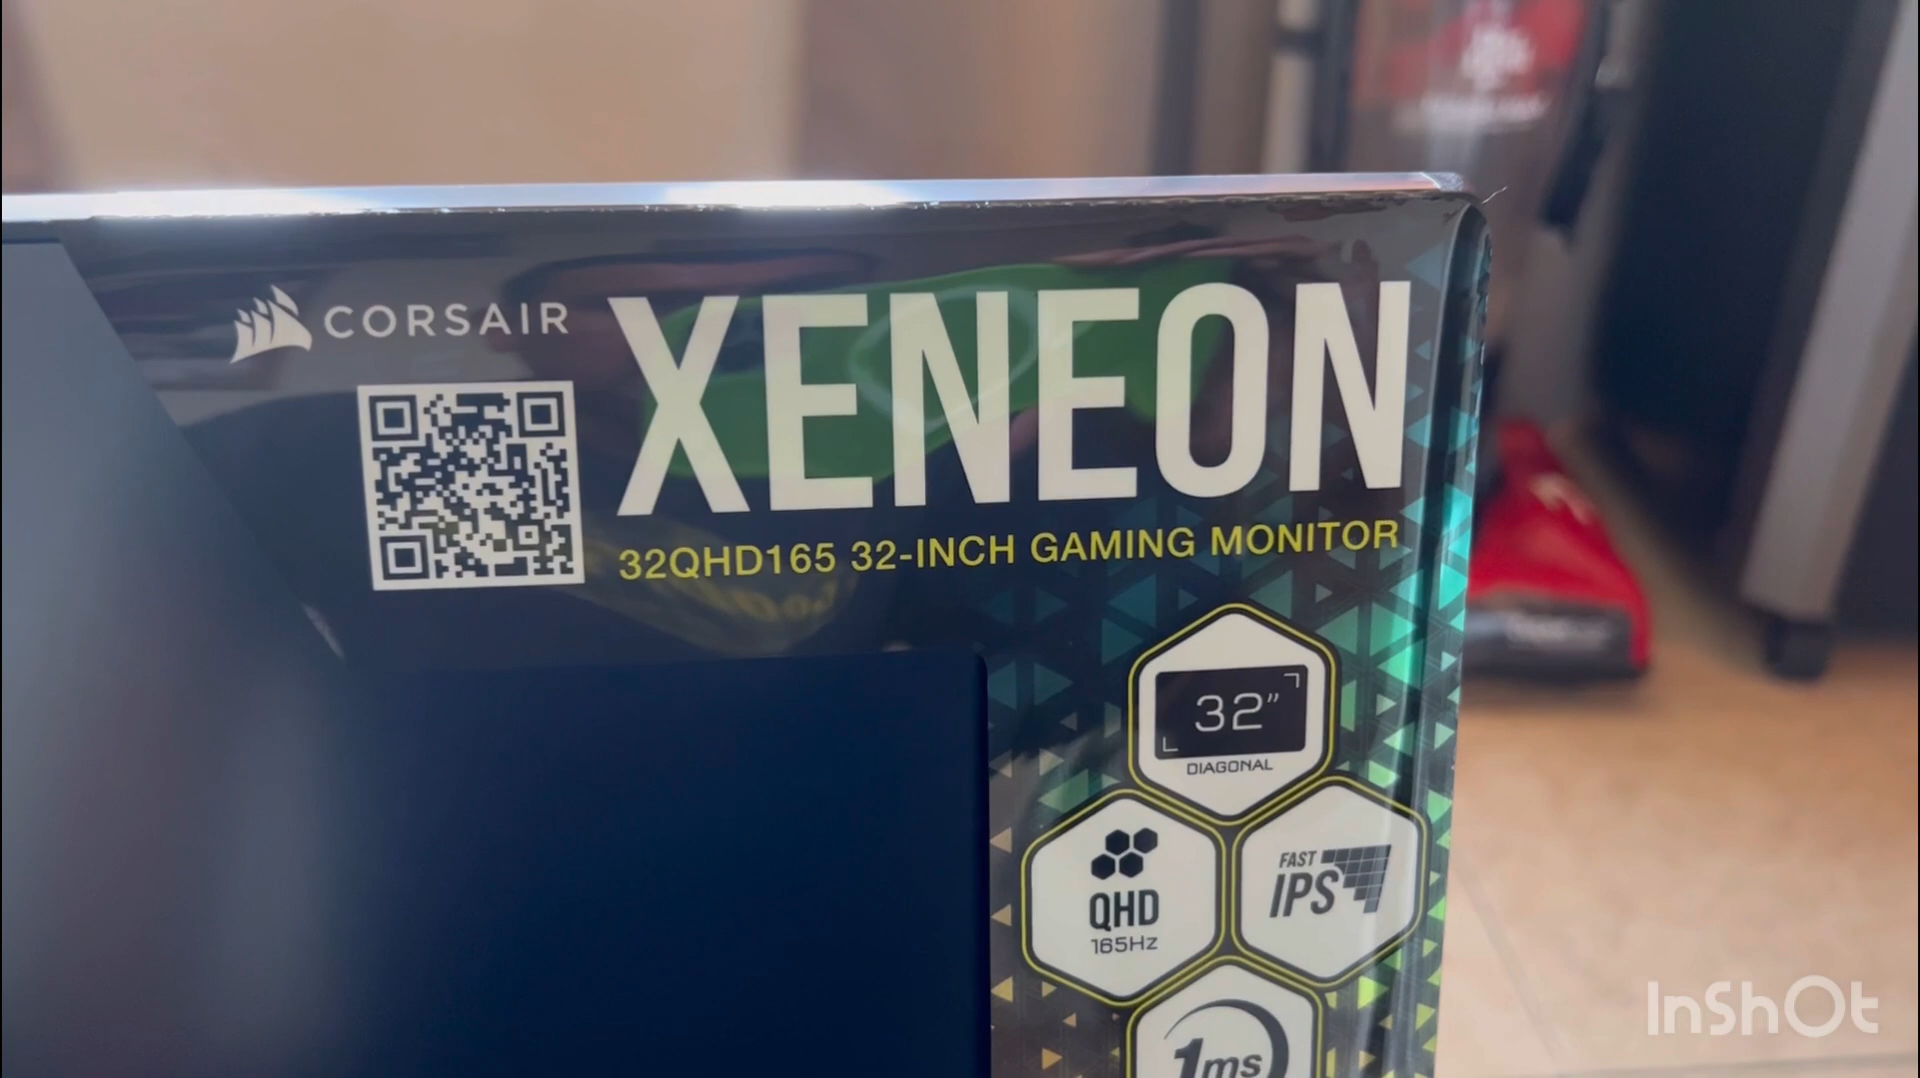 CORSAIR
XENEON
32QHD165 32-INCH GAMING MONITOR
32"
DIAGONAL
QHD
165Hz
FAST
IPS
1ms
InShOt